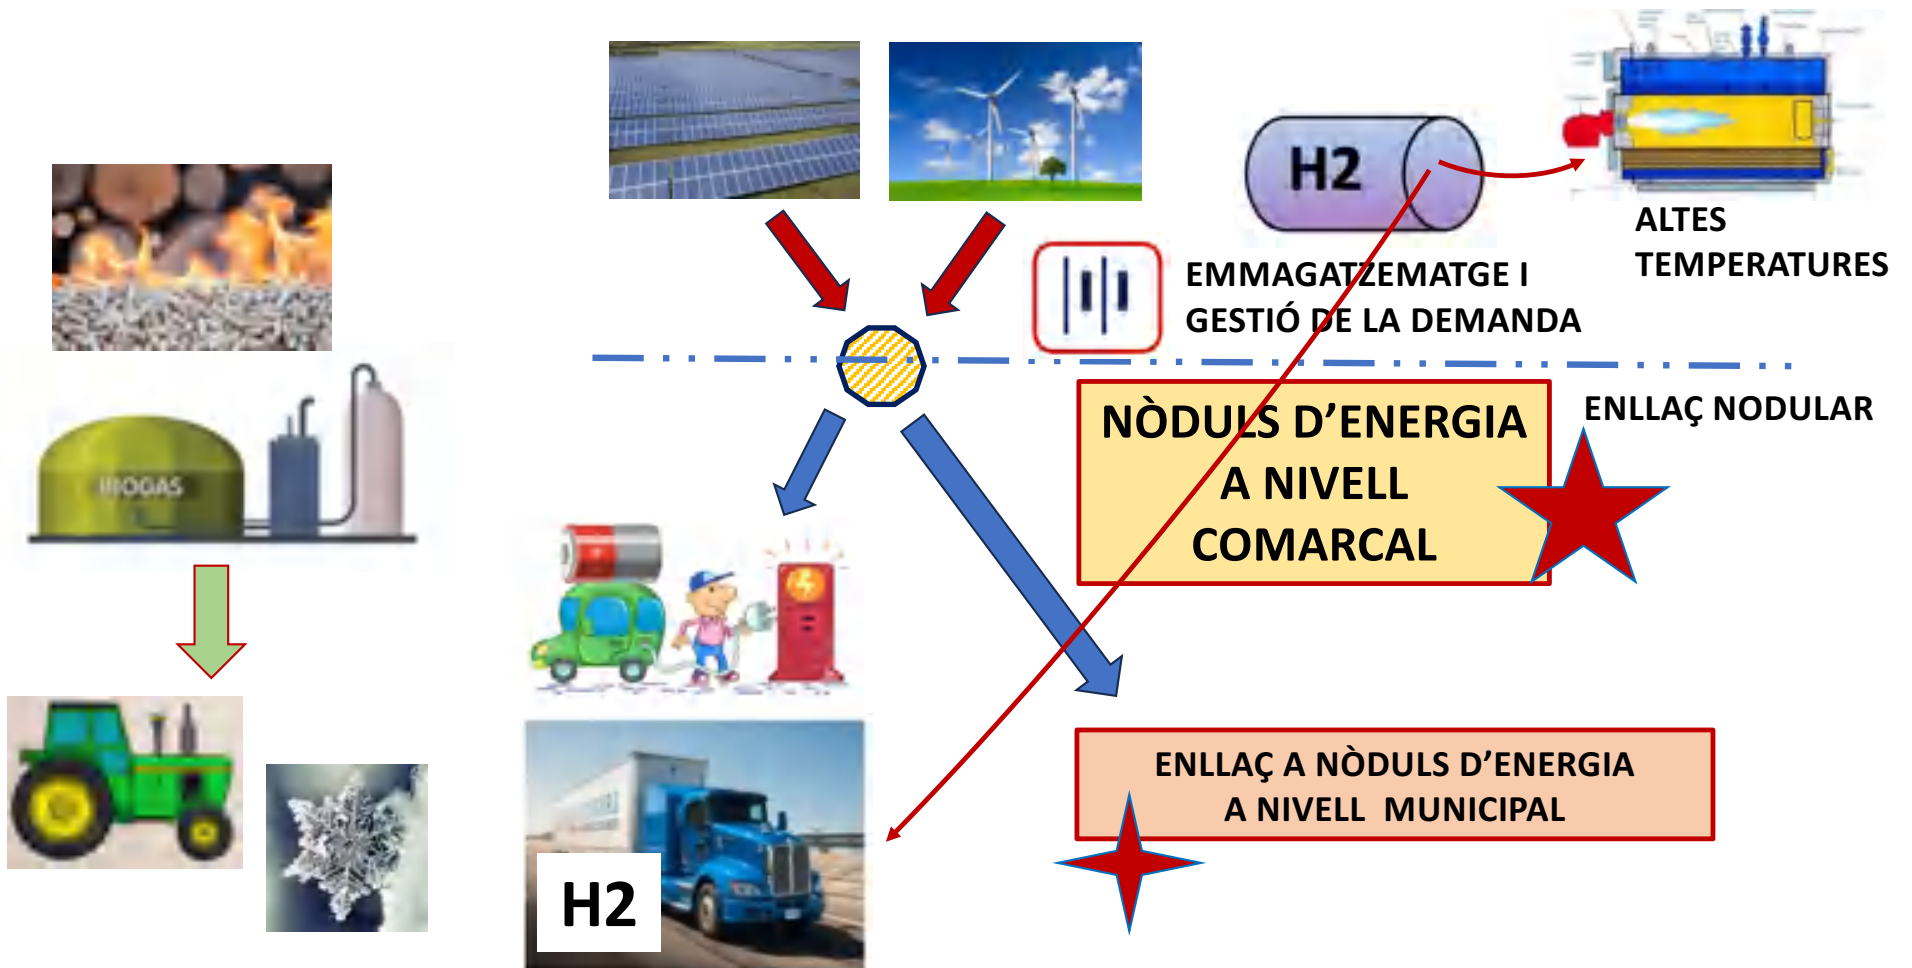 H2
ALTES
TEMPERATURES
EMMAGATZEMATGE I
GESTIÓ DE LA DEMANDA
ENLLAÇ NODULAR
NÒDULS D’ENERGIA
A NIVELL
COMARCAL
BIOGAS
ENLLAÇ A NÒDULS D’ENERGIA
A NIVELL MUNICIPAL
H2